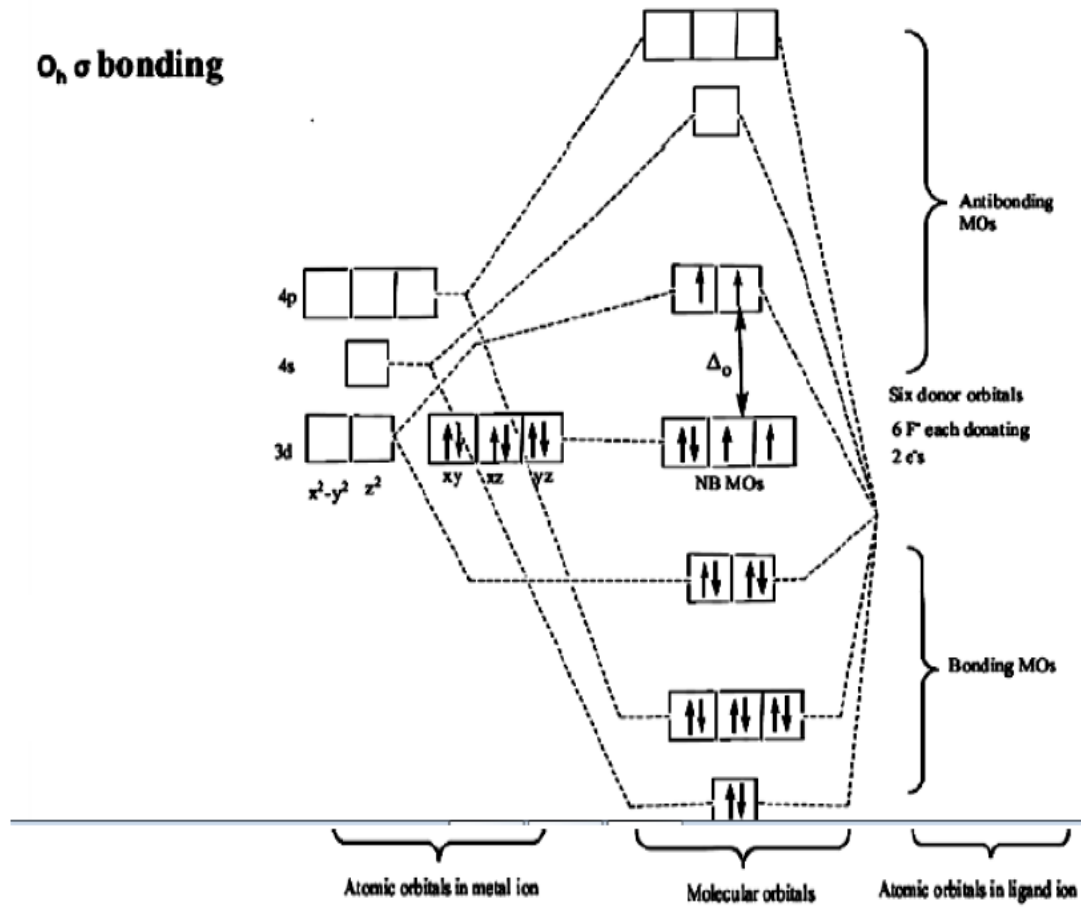 Oₕ σ bonding
Antibonding
MOs
4p
4s
Δₒ
Six donor orbitals
6 F⁻ each donating
2 e⁻s
3d
x²-y² z² xy xz yz
NB MOs
Bonding MOs
Atomic orbitals in metal ion
Molecular orbitals
Atomic orbitals in ligand ion